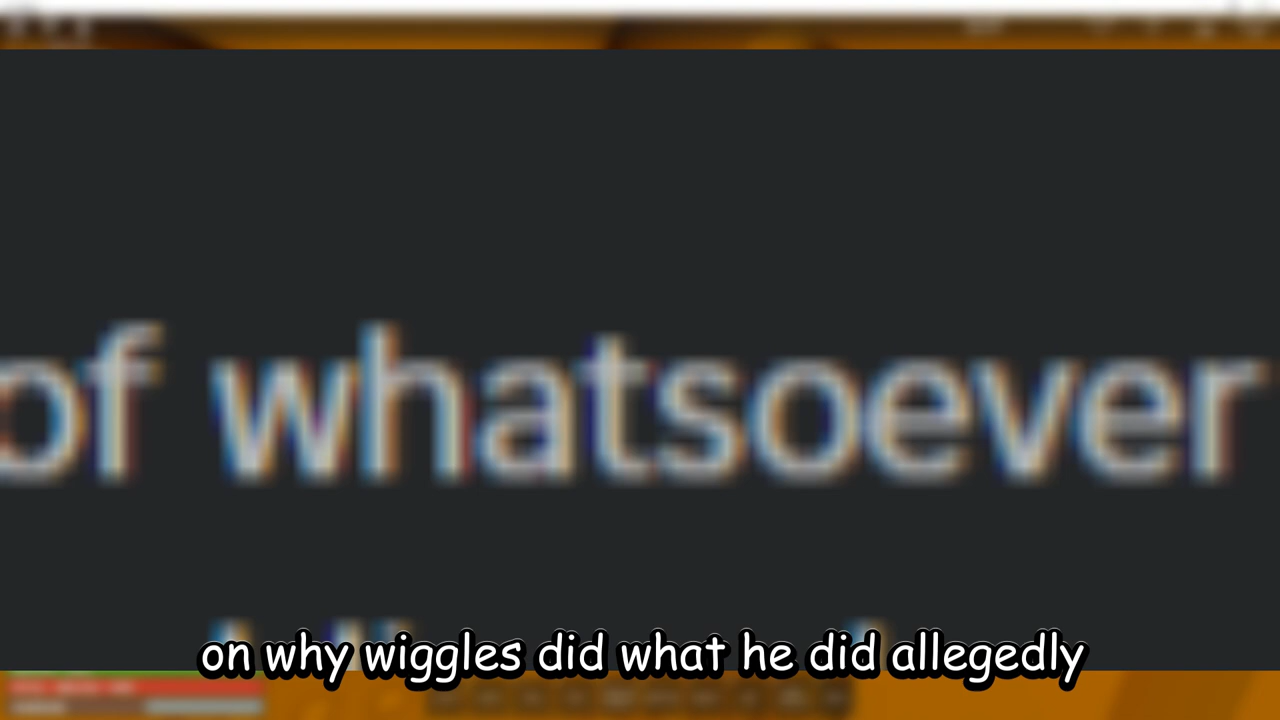 of whatsoever
on why wiggles did what he did allegedly